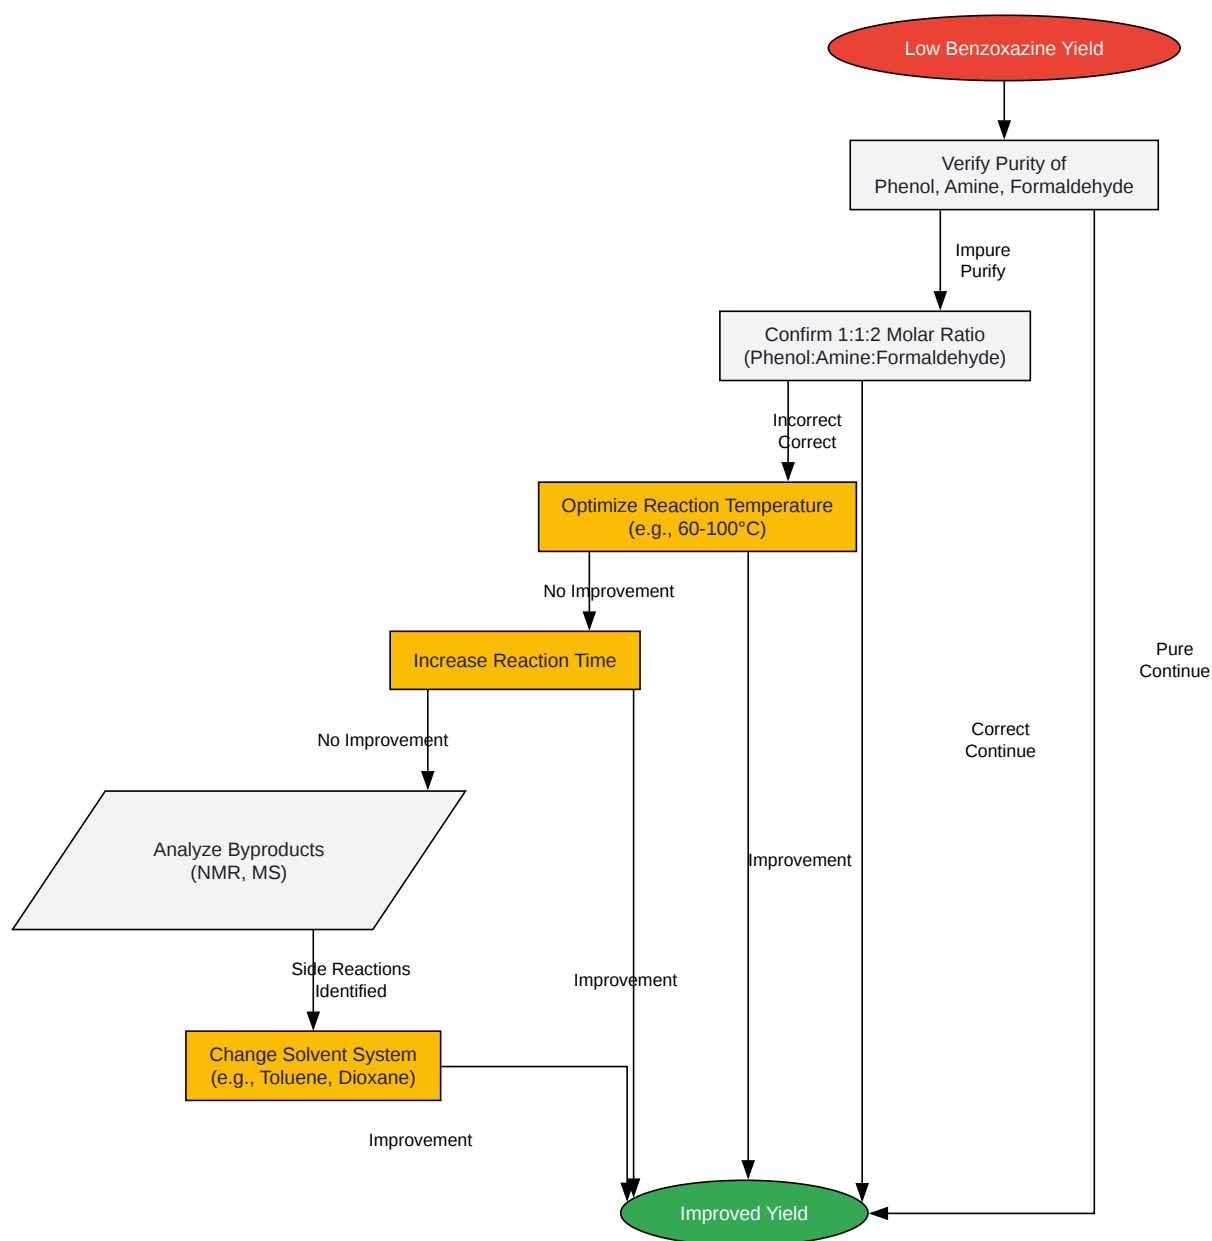 Low Benzoxazine Yield
Verify Purity of
Phenol, Amine, Formaldehyde
Impure
Purify
Confirm 1:1:2 Molar Ratio
(Phenol:Amine:Formaldehyde)
Incorrect
Correct
Optimize Reaction Temperature
(e.g., 60-100°C)
No Improvement
Increase Reaction Time
Pure
Continue
No Improvement
Correct
Continue
Analyze Byproducts
(NMR, MS)
Improvement
Side Reactions
Identified
Improvement
Change Solvent System
(e.g., Toluene, Dioxane)
Improvement
Improved Yield